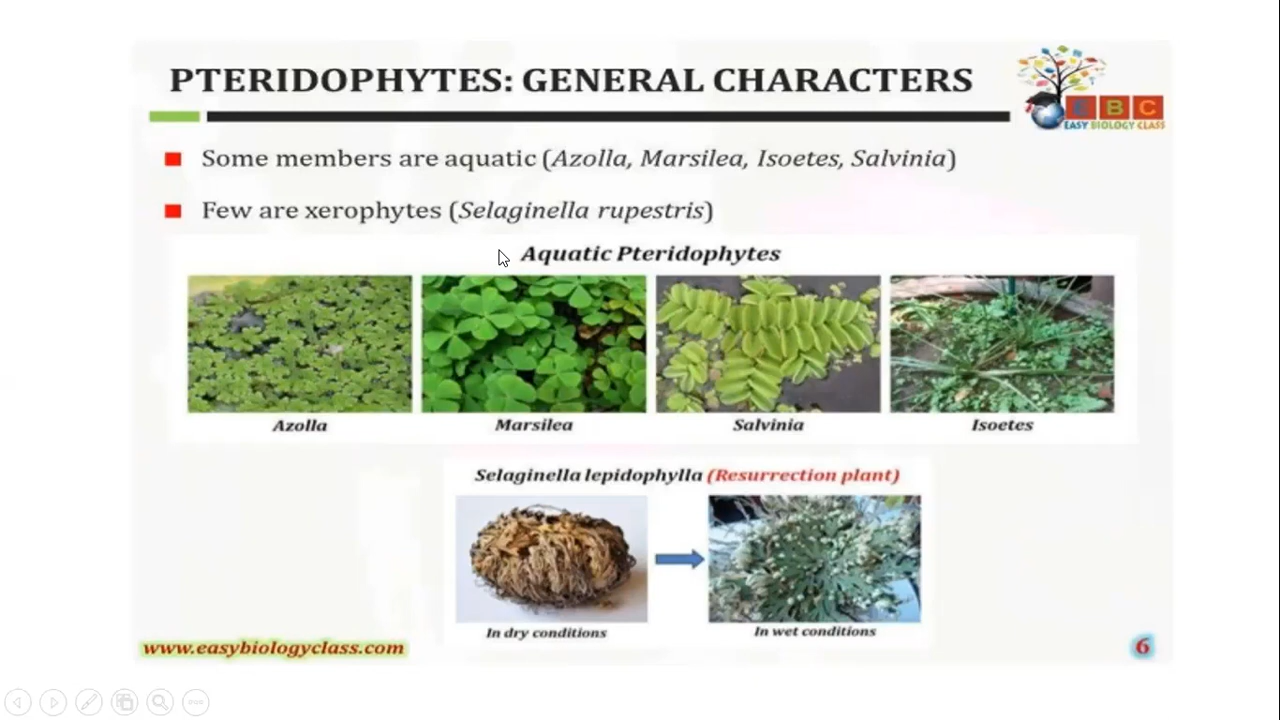 PTERIDOPHYTES: GENERAL CHARACTERS
E B C
EASY BIOLOGY CLASS
Some members are aquatic (Azolla, Marsilea, Isoetes, Salvinia)
Few are xerophytes (Selaginella rupestris)
Aquatic Pteridophytes
Azolla
Marsilea
Salvinia
Isoetes
Selaginella lepidophylla (Resurrection plant)
In dry conditions
In wet conditions
www.easybiologyclass.com
6